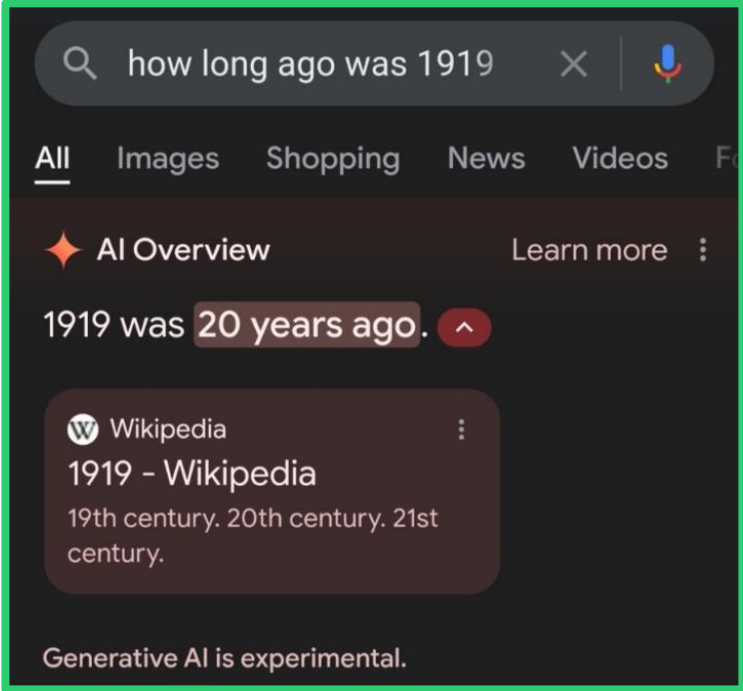 how long ago was 1919
All Images Shopping News Videos
AI Overview Learn more
1919 was 20 years ago.
Wikipedia
1919 - Wikipedia
19th century. 20th century. 21st
century.
Generative AI is experimental.